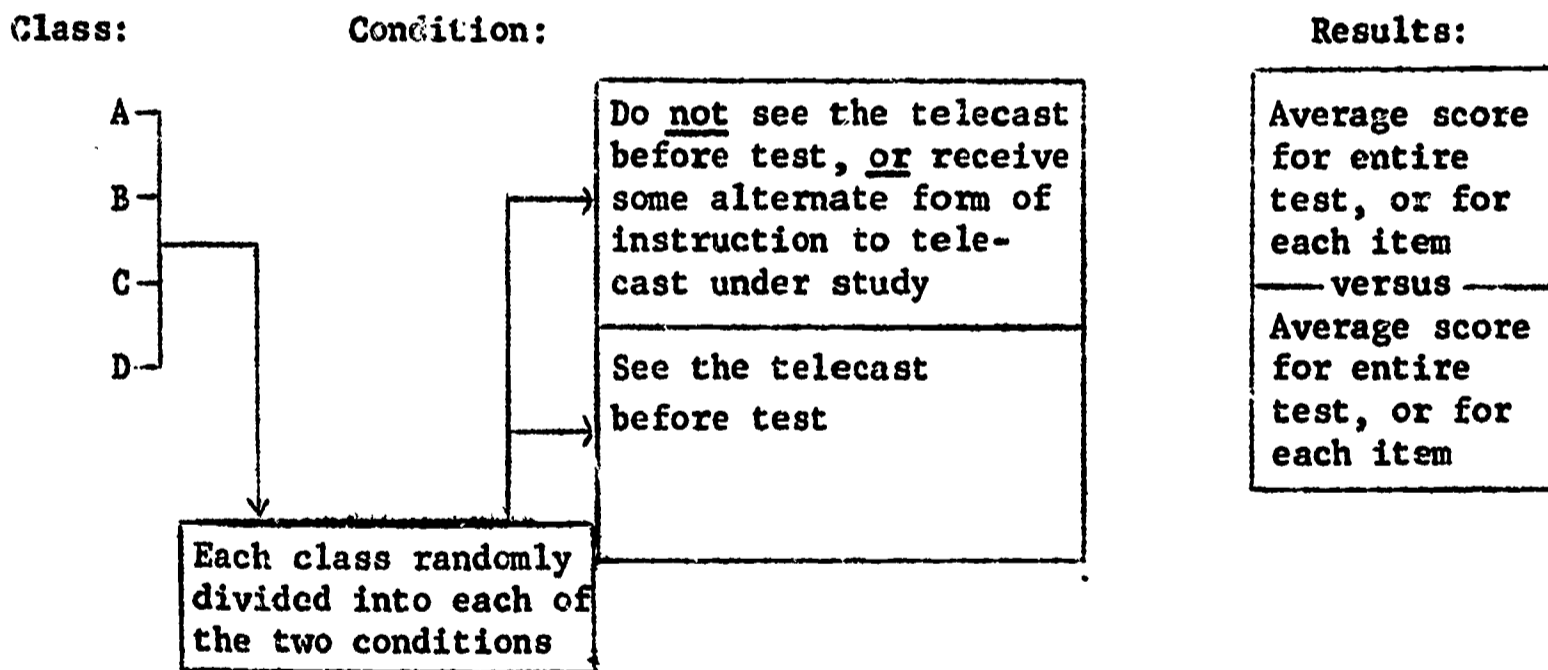 Class:
Condition:
Results:
A
B
C
D
Do not see the telecast
before test, or receive
some alternate form of
instruction to tele-
cast under study
See the telecast
before test
Each class randomly
divided into each of
the two conditions
Average score
for entire
test, or for
each item
versus
Average score
for entire
test, or for
each item